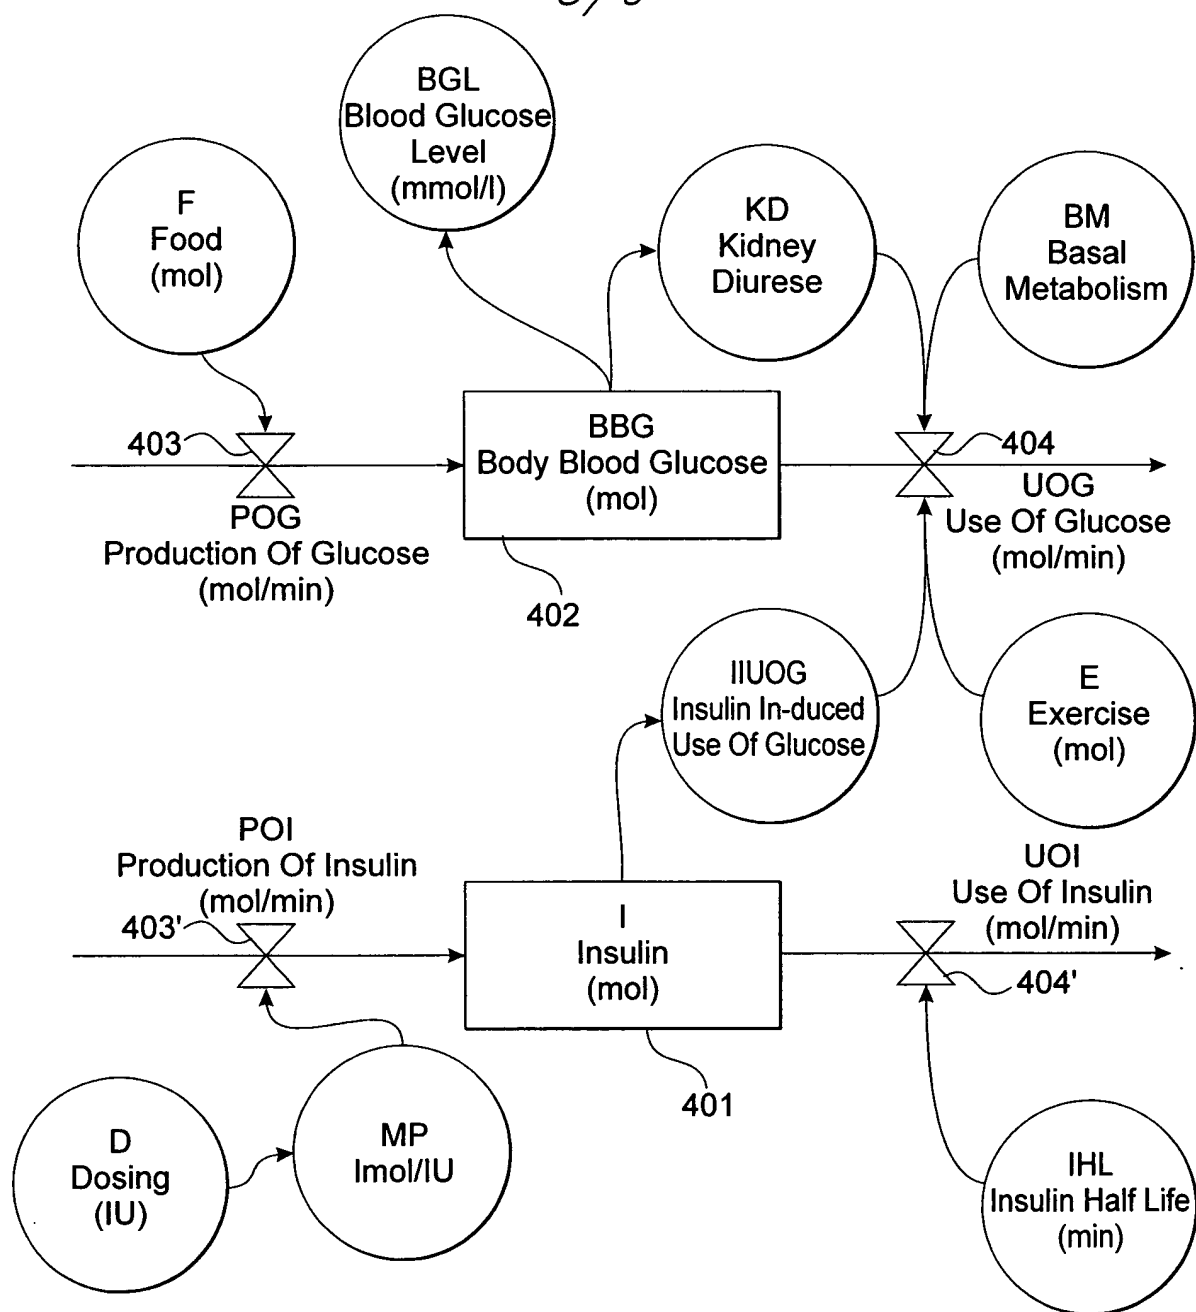 BGL
Blood Glucose
Level
(mmol/l)
F
Food
(mol)
KD
Kidney
Diurese
BM
Basal
Metabolism
403
POG
Production Of Glucose
(mol/min)
BBG
Body Blood Glucose
(mol)
402
404
UOG
Use Of Glucose
(mol/min)
IIUOG
Insulin In-duced
Use Of Glucose
E
Exercise
(mol)
POI
Production Of Insulin
(mol/min)
403'
I
Insulin
(mol)
401
UOI
Use Of Insulin
(mol/min)
404'
D
Dosing
(IU)
MP
Imol/IU
IHL
Insulin Half Life
(min)